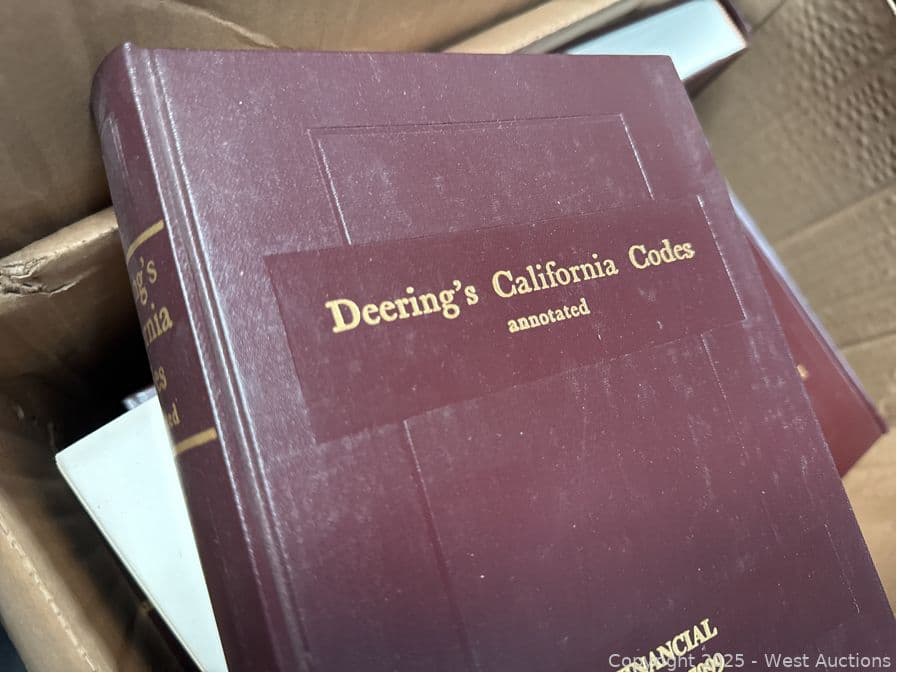 Deering's California Codes
annotated
FINANCIAL
Copyright 2025 - West Auctions